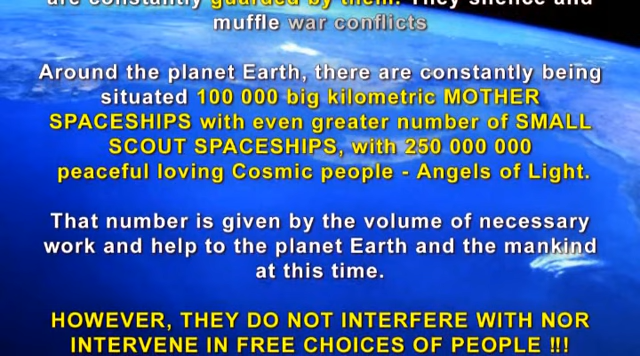 are constantly guarded by them. They silence and
muffle war conflicts
Around the planet Earth, there are constantly being
situated 100 000 big kilometric MOTHER
SPACESHIPS with even greater number of SMALL
SCOUT SPACESHIPS, with 250 000 000
peaceful loving Cosmic people - Angels of Light.
That number is given by the volume of necessary
work and help to the planet Earth and the mankind
at this time.
HOWEVER, THEY DO NOT INTERFERE WITH NOR
INTERVENE IN FREE CHOICES OF PEOPLE !!!